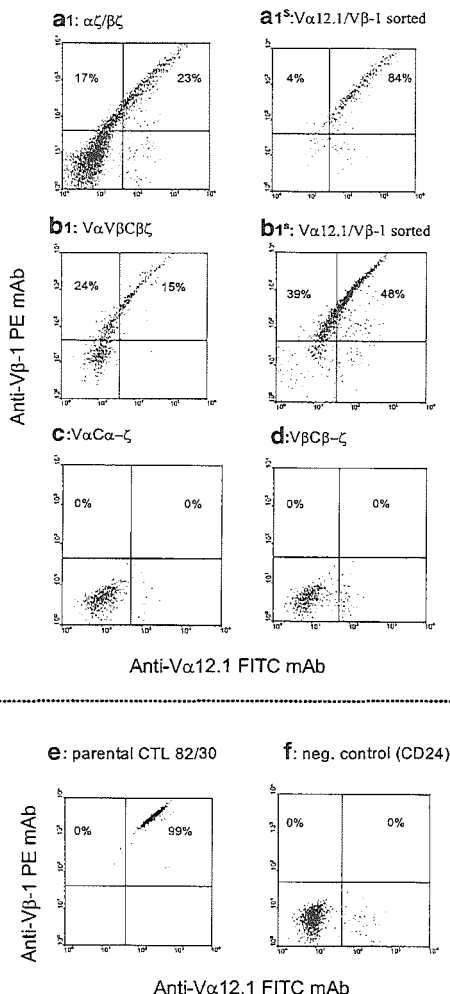 a1: αζ/βζ
a1s:Vα12.1/Vβ-1 sorted
17%
23%
4%
84%
b1: VαVβCβζ
b1s: Vα12.1/Vβ-1 sorted
24%
15%
39%
48%
Anti-Vβ-1 PE mAb
c:VαCα-ζ
d:VβCβ-ζ
0%
0%
0%
0%
Anti-Vα12.1 FITC mAb
e: parental CTL 82/30
f: neg. control (CD24)
0%
99%
0%
0%
Anti-Vβ-1 PE mAb
Anti-Vα12.1 FITC mAb